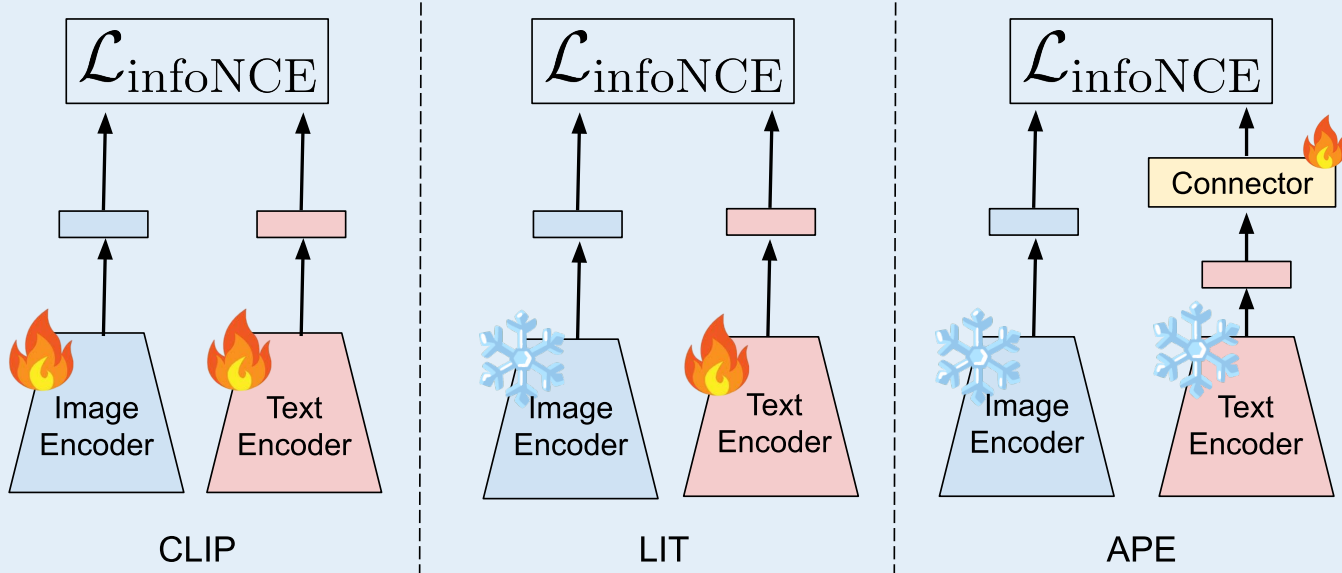 ℒinfoNCE
Image
Encoder
Text
Encoder
CLIP
ℒinfoNCE
Image
Encoder
Text
Encoder
LIT
ℒinfoNCE
Connector
Image
Encoder
Text
Encoder
APE